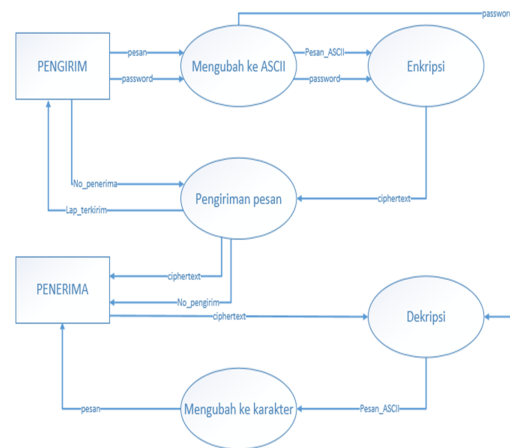 password
pesan
Pesan_ASCII
PENGIRIM
Mengubah ke ASCII
Enkripsi
password
password
No_penerima
Pengiriman pesan
ciphertext
Lap_terkirim
ciphertext
PENERIMA
No_pengirim
ciphertext
Dekripsi
pesan
Mengubah ke karakter
Pesan_ASCII